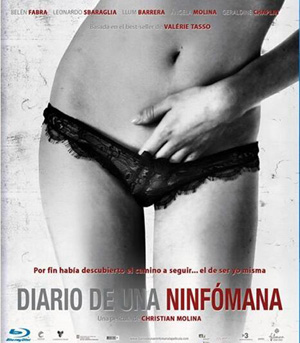 BELÉN FABRA LEONARDO SBARAGLIA LLUM BARRERA ÁNGELA MOLINA GERALDINE CHAPLIN
Basada en el best seller de VALÉRIE TASSO
Por fin había descubierto el camino a seguir... el de ser yo misma
DIARIO DE UNA NINFÓMANA
Una película de CHRISTIAN MOLINA
Blu-ray Disc